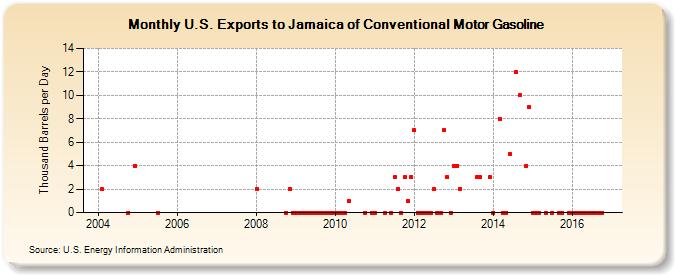 Monthly U.S. Exports to Jamaica of Conventional Motor Gasoline
Thousand Barrels per Day
14
12
10
8
6
4
2
0
2004 2006 2008 2010 2012 2014 2016
Source: U.S. Energy Information Administration